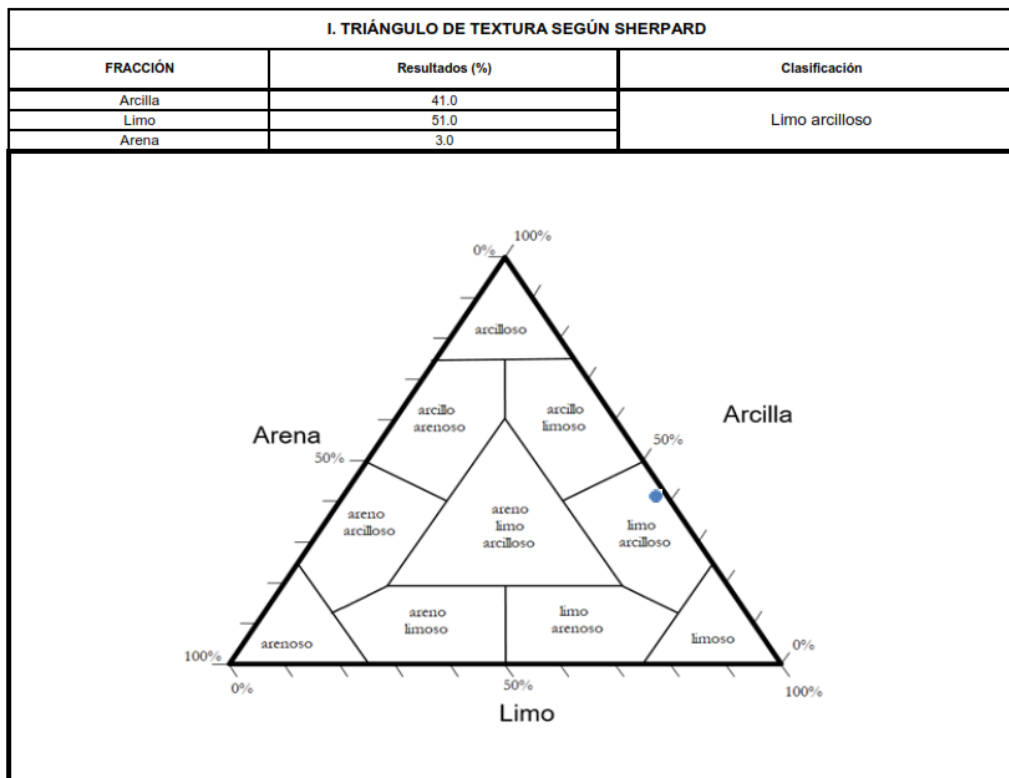 I. TRIÁNGULO DE TEXTURA SEGÚN SHERPARD
FRACCIÓN Resultados (%) Clasificación
Arcilla 41.0
Limo 51.0 Limo arcilloso
Arena 3.0
100%
0%
arcilloso
arcillo
arenoso
arcillo
limoso
Arcilla
Arena
50%
50%
areno
arcilloso
areno
limo
arcilloso
limo
arcilloso
areno
limoso
limo
arenoso
arenoso
limoso
0%
100%
0%
50%
100%
Limo